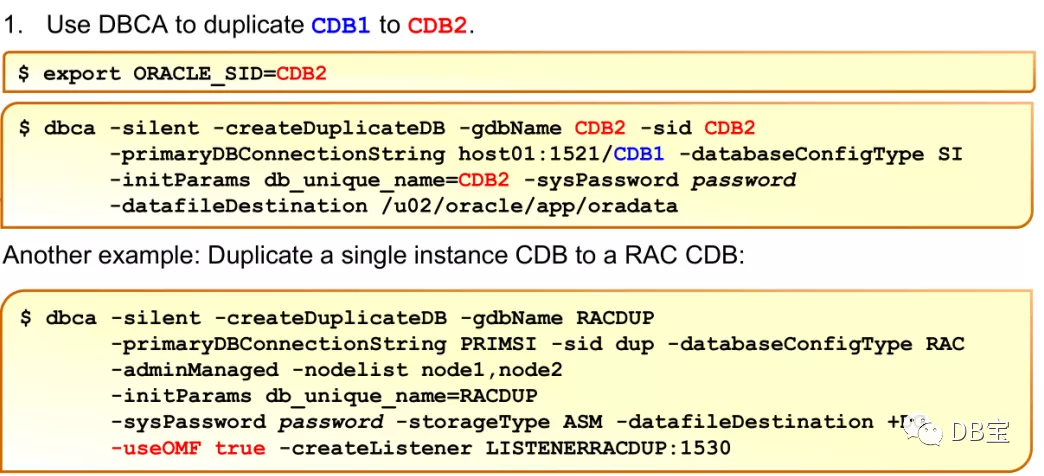 1. Use DBCA to duplicate CDB1 to CDB2.
$ export ORACLE_SID=CDB2
$ dbca -silent -createDuplicateDB -gdbName CDB2 -sid CDB2
-primaryDBConnectionString host01:1521/CDB1 -databaseConfigType SI
-initParams db_unique_name=CDB2 -sysPassword password
-datafileDestination /u02/oracle/app/oradata
Another example: Duplicate a single instance CDB to a RAC CDB:
$ dbca -silent -createDuplicateDB -gdbName RACDUP
-primaryDBConnectionString PRIMSI -sid dup -databaseConfigType RAC
-adminManaged -nodelist node1,node2
-initParams db_unique_name=RACDUP
-sysPassword password -storageType ASM -datafileDestination
-useOMF true -createListener LISTENERRACDUP:1530
DB宝